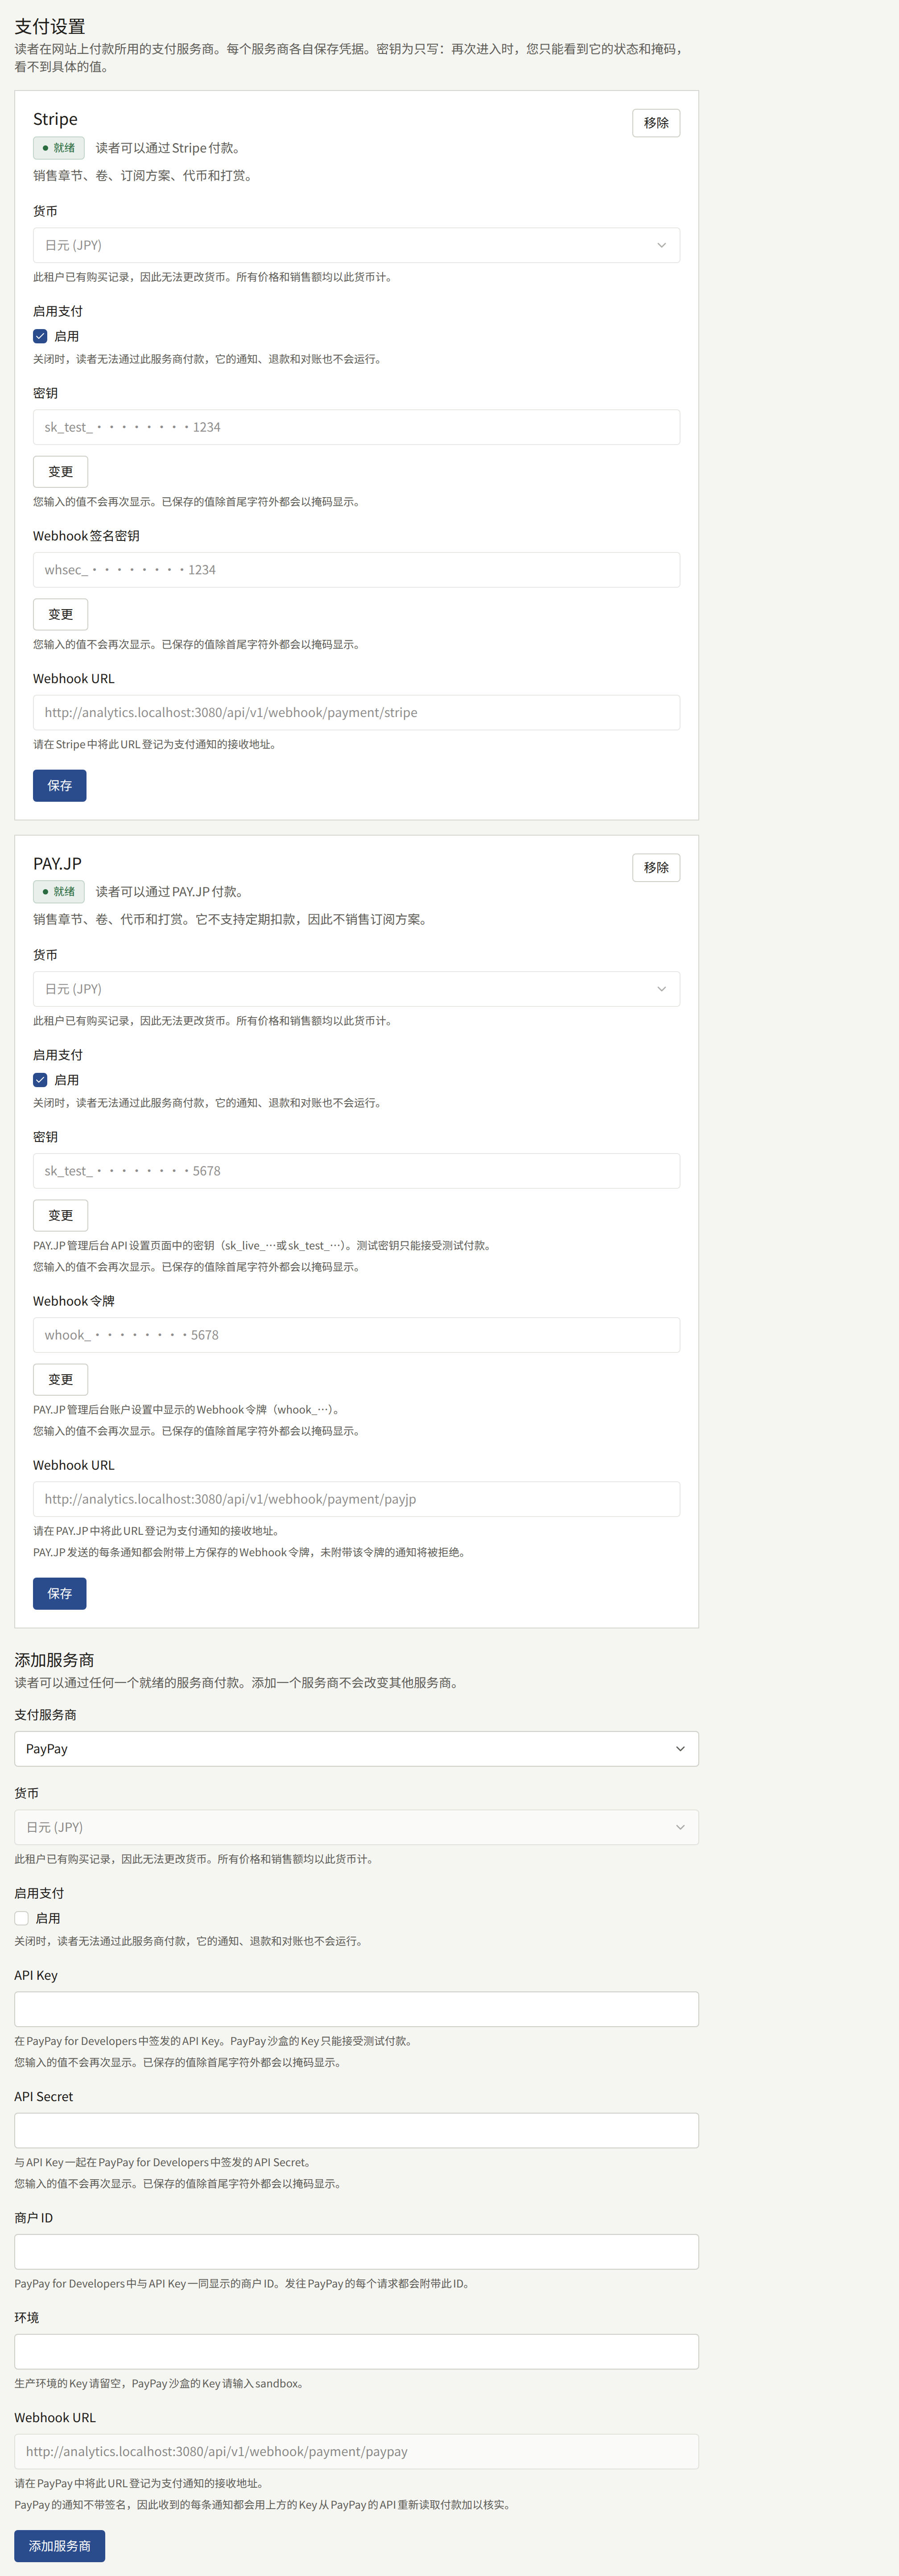 支付设置
读者在网站上付款所用的支付服务商。每个服务商各自保存凭据。密钥为只写：再次进入时，您只能看到它的状态和掩码，
看不到具体的值。
Stripe
移除
就绪
读者可以通过 Stripe 付款。
销售章节、卷、订阅方案、代币和打赏。
货币
日元 (JPY)
此租户已有购买记录，因此无法更改货币。所有价格和销售额均以此货币计。
启用支付
启用
关闭时，读者无法通过此服务商付款，它的通知、退款和对账也不会运行。
密钥
sk_test_・・・・・・・・1234
变更
您输入的值不会再次显示。已保存的值除首尾字符外都会以掩码显示。
Webhook 签名密钥
whsec_・・・・・・・・1234
变更
您输入的值不会再次显示。已保存的值除首尾字符外都会以掩码显示。
Webhook URL
http://analytics.localhost:3080/api/v1/webhook/payment/stripe
请在 Stripe 中将此 URL 登记为支付通知的接收地址。
保存
PAY.JP
移除
就绪
读者可以通过 PAY.JP 付款。
销售章节、卷、代币和打赏。它不支持定期扣款，因此不销售订阅方案。
货币
日元 (JPY)
此租户已有购买记录，因此无法更改货币。所有价格和销售额均以此货币计。
启用支付
启用
关闭时，读者无法通过此服务商付款，它的通知、退款和对账也不会运行。
密钥
sk_test_・・・・・・・・5678
变更
PAY.JP 管理后台 API 设置页面中的密钥（sk_live_…或 sk_test_…）。测试密钥只能接受测试付款。
您输入的值不会再次显示。已保存的值除首尾字符外都会以掩码显示。
Webhook 令牌
whook_・・・・・・・・5678
变更
PAY.JP 管理后台账户设置中显示的 Webhook 令牌（whook_…）。
您输入的值不会再次显示。已保存的值除首尾字符外都会以掩码显示。
Webhook URL
http://analytics.localhost:3080/api/v1/webhook/payment/payjp
请在 PAY.JP 中将此 URL 登记为支付通知的接收地址。
PAY.JP 发送的每条通知都会附带上方保存的 Webhook 令牌，未附带该令牌的通知将被拒绝。
保存
添加服务商
读者可以通过任何一个就绪的服务商付款。添加一个服务商不会改变其他服务商。
支付服务商
PayPay
货币
日元 (JPY)
此租户已有购买记录，因此无法更改货币。所有价格和销售额均以此货币计。
启用支付
启用
关闭时，读者无法通过此服务商付款，它的通知、退款和对账也不会运行。
API Key
在 PayPay for Developers 中签发的 API Key。PayPay 沙盒的 Key 只能接受测试付款。
您输入的值不会再次显示。已保存的值除首尾字符外都会以掩码显示。
API Secret
与 API Key 一起在 PayPay for Developers 中签发的 API Secret。
您输入的值不会再次显示。已保存的值除首尾字符外都会以掩码显示。
商户 ID
PayPay for Developers 中与 API Key 一同显示的商户 ID。发往 PayPay 的每个请求都会附带此 ID。
环境
生产环境的 Key 请留空，PayPay 沙盒的 Key 请输入 sandbox。
Webhook URL
http://analytics.localhost:3080/api/v1/webhook/payment/paypay
请在 PayPay 中将此 URL 登记为支付通知的接收地址。
PayPay 的通知不带签名，因此收到的每条通知都会用上方的 Key 从 PayPay 的 API 重新读取付款加以核实。
添加服务商